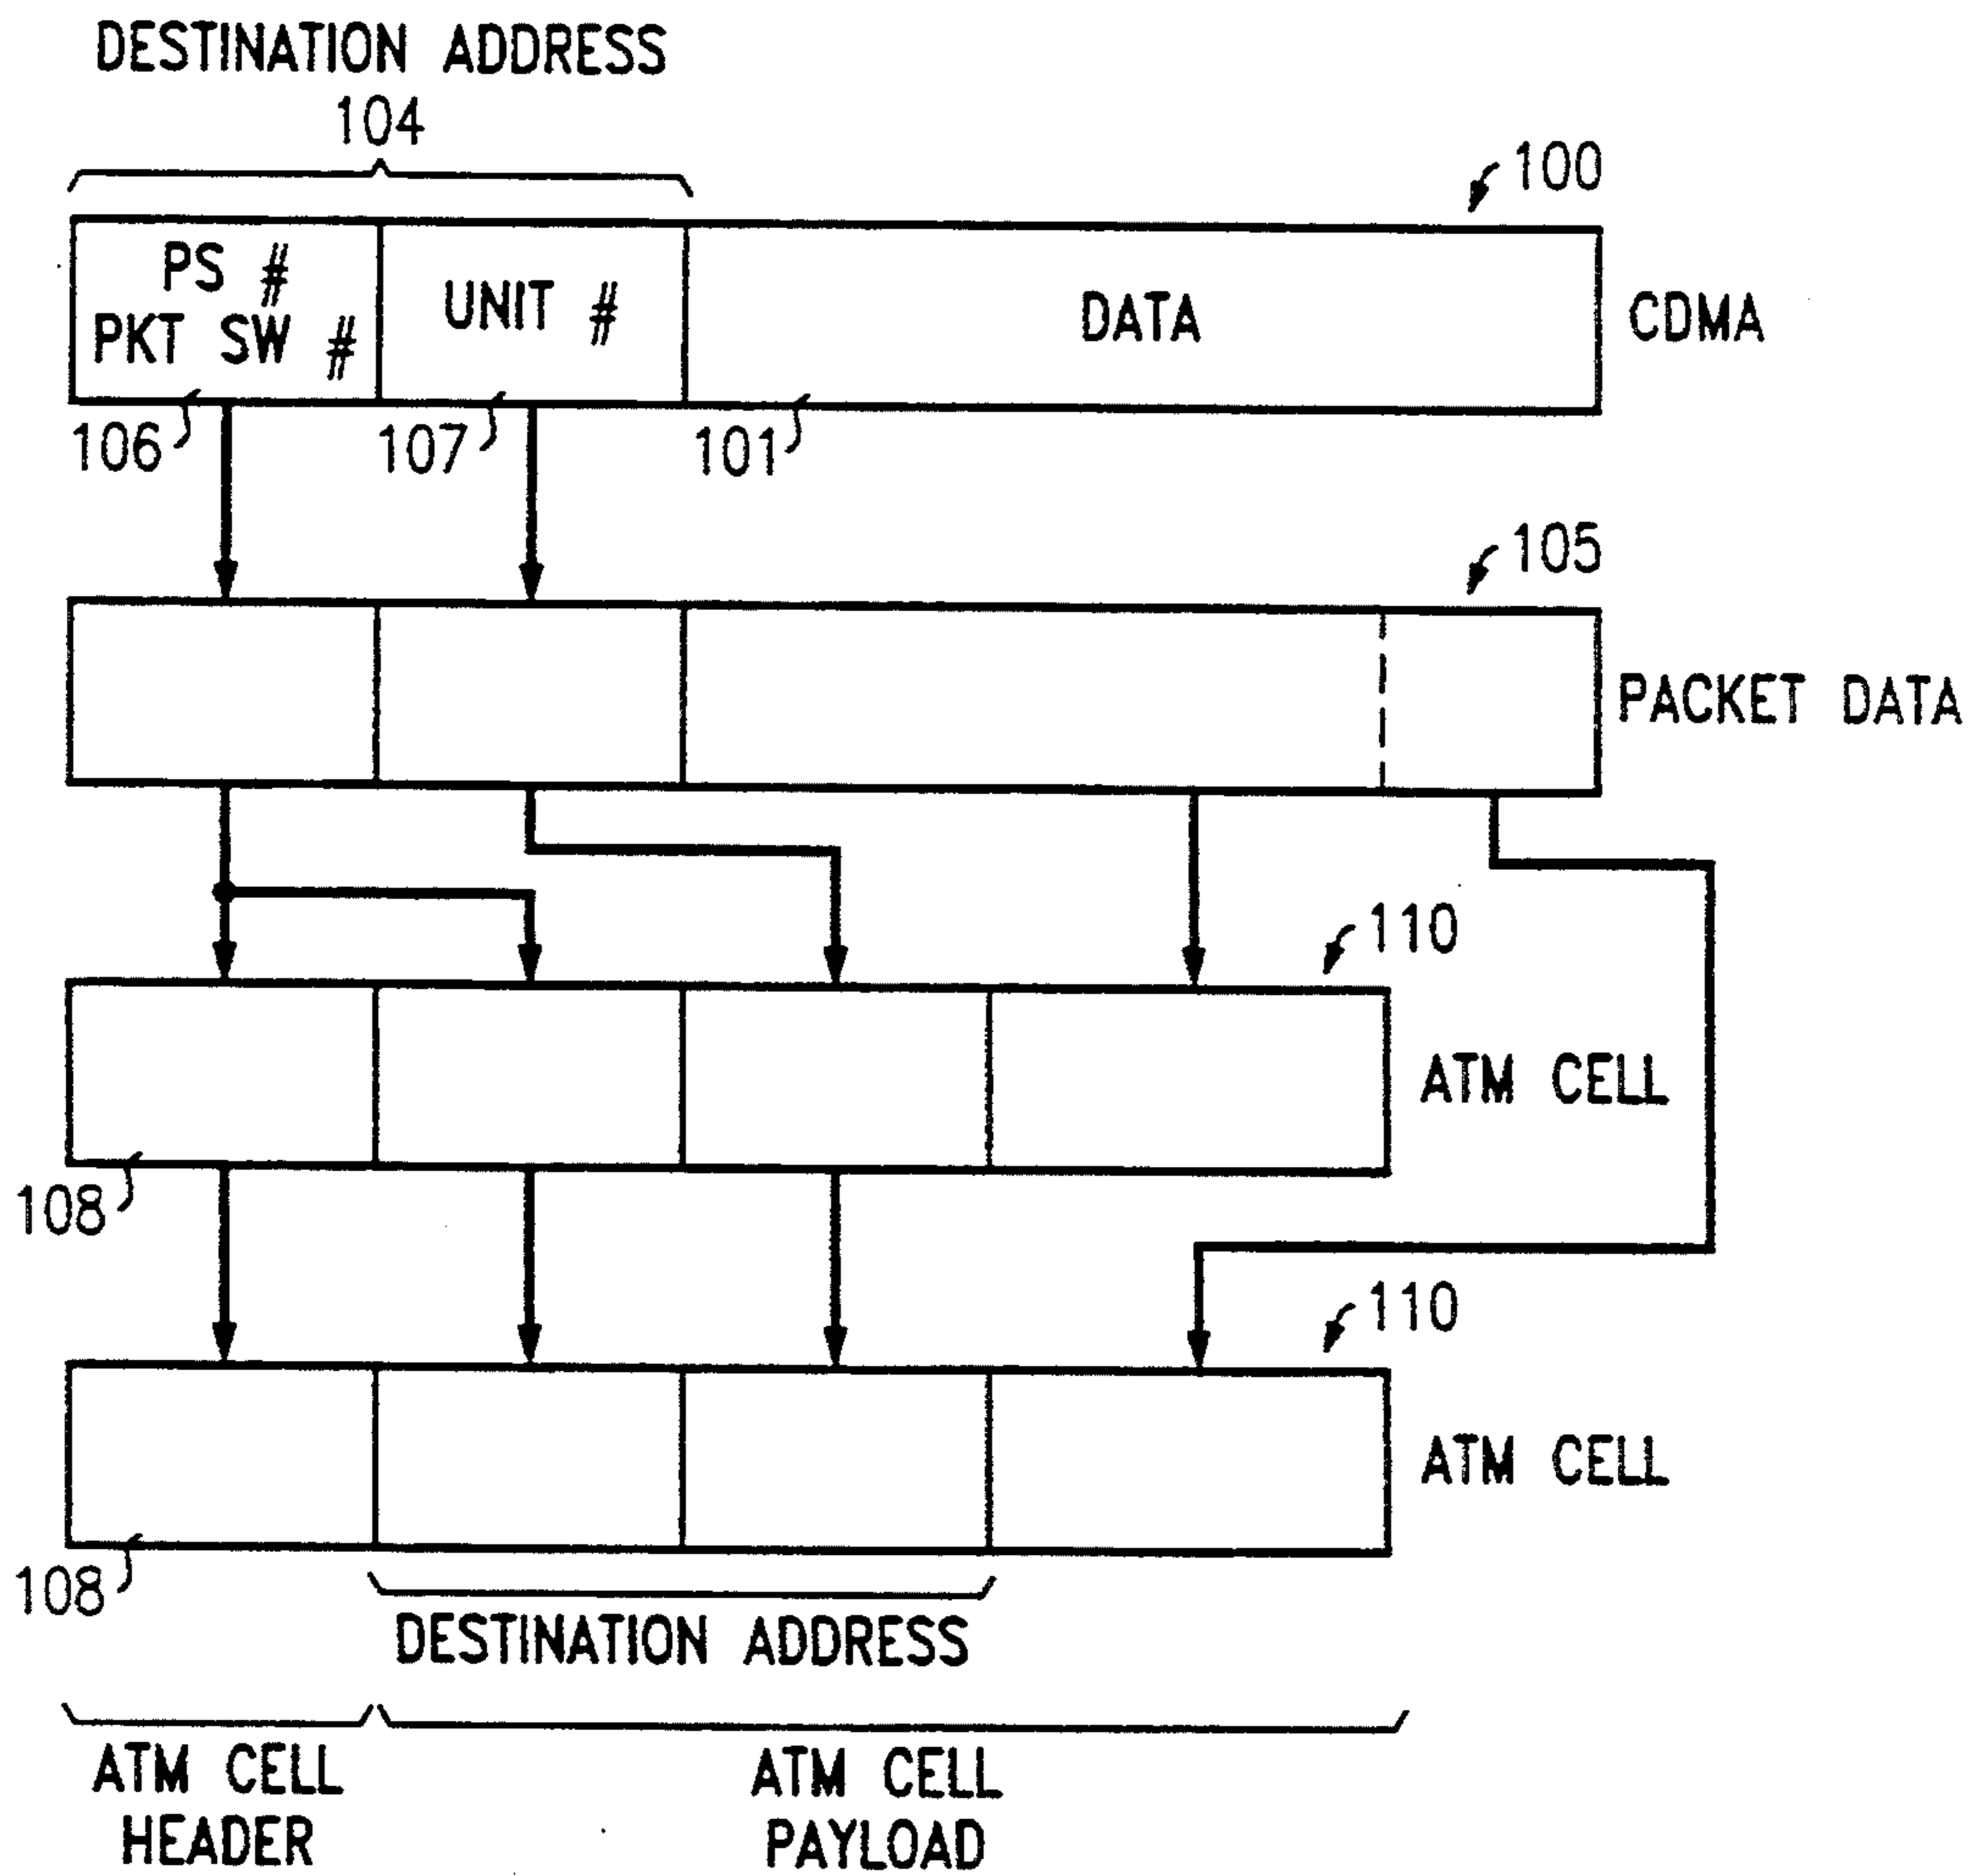 DESTINATION ADDRESS
104
100
PS #
PKT SW #
UNIT #
DATA
CDMA
106
107
101
105
PACKET DATA
110
ATM CELL
108
110
ATM CELL
108
DESTINATION ADDRESS
ATM CELL
HEADER
ATM CELL
PAYLOAD